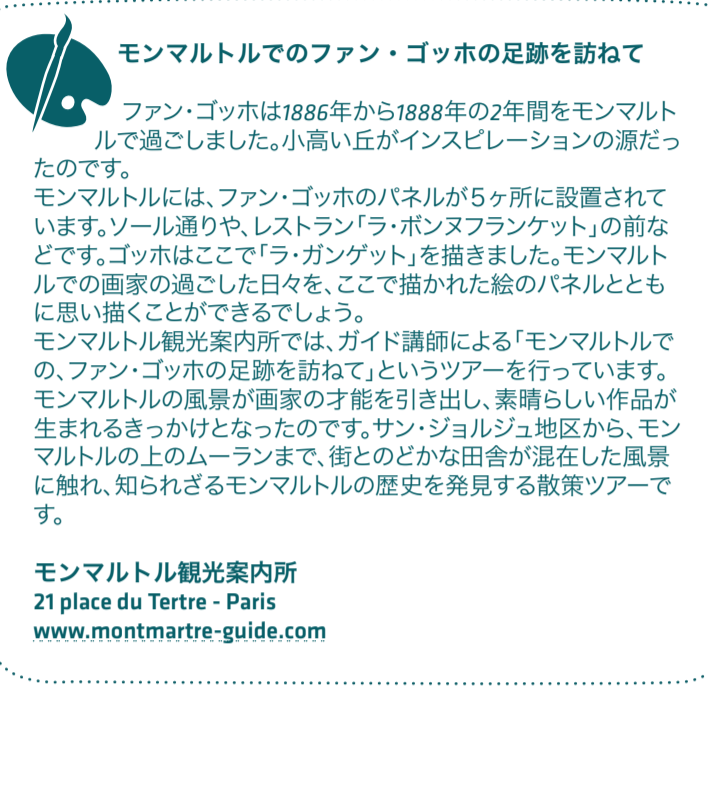 モンマルトルでのファン・ゴッホの足跡を訪ねて
ファン・ゴッホは1886年から1888年の2年間をモンマルト
ルで過ごしました。小高い丘がインスピレーションの源だっ
たのです。
モンマルトルには、ファン・ゴッホのパネルが5ヶ所に設置されて
います。ソール通りや、レストラン「ラ・ボンヌフランケット」の前な
どです。ゴッホはここで「ラ・ガンゲット」を描きました。モンマルト
ルでの画家の過ごした日々を、ここで描かれた絵のパネルととも
に思い描くことができるでしょう。
モンマルトル観光案内所では、ガイド講師による「モンマルトルで
の、ファン・ゴッホの足跡を訪ねて」というツアーを行っています。
モンマルトルの風景が画家の才能を引き出し、素晴らしい作品が
生まれるきっかけとなったのです。サン・ジョルジュ地区から、モン
マルトルの上のムーランまで、街とのどかな田舎が混在した風景
に触れ、知られざるモンマルトルの歴史を発見する散策ツアーで
す。
モンマルトル観光案内所
21 place du Tertre - Paris
www.montmartre-guide.com